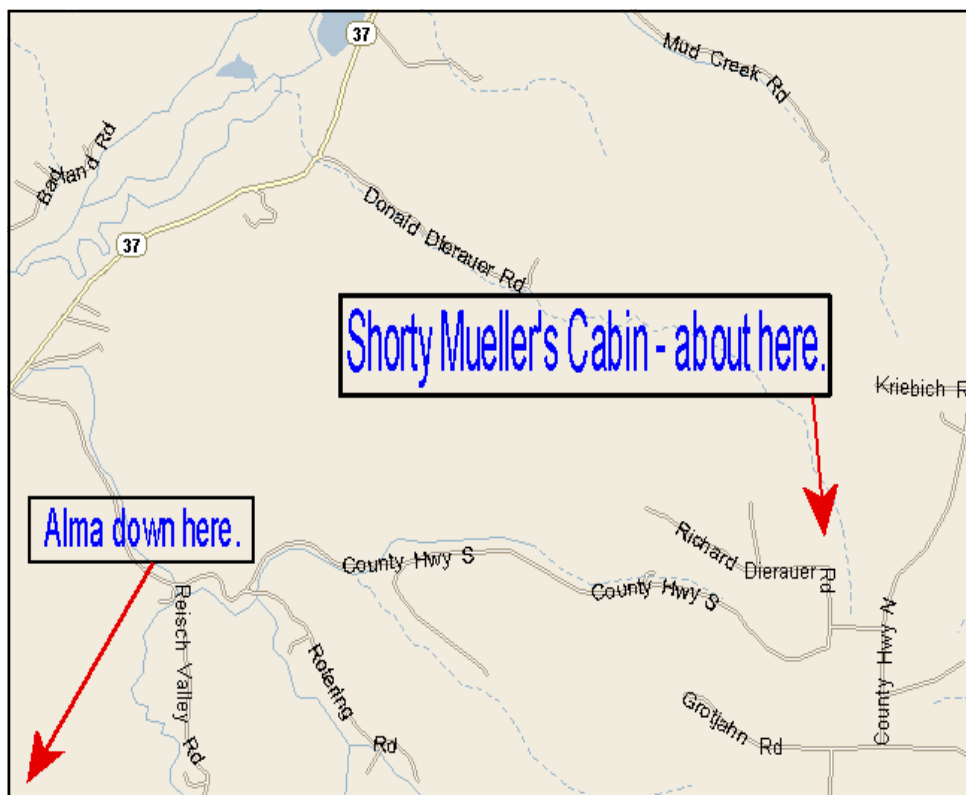 37
Mud Creek Rd
Badland Rd
37
Donald Dierauer Rd
Shorty Mueller's Cabin - about here.
Kriebich R
Alma down here.
County Hwy S
Richard Dierauer Rd
County Hwy S
Reisch Valley Rd
Rotering Rd
County Hwy N
Grotjahn Rd